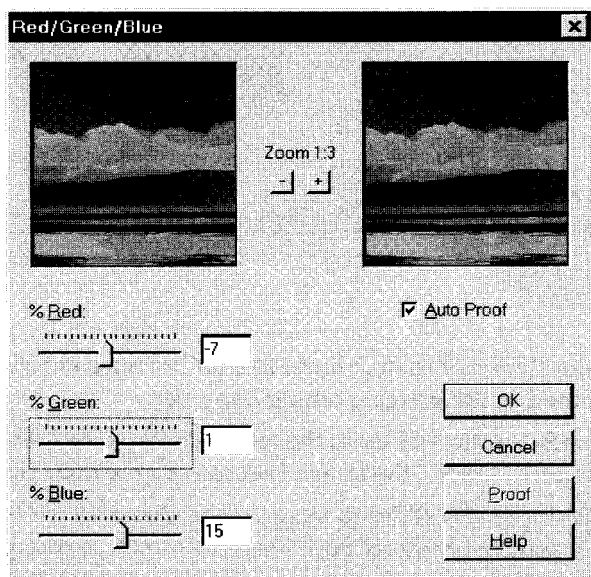 Red/Green/Blue
Zoom 1:3
- +
% Red:
-7
Auto Proof
% Green:
1
OK
Cancel
% Blue:
15
Proof
Help